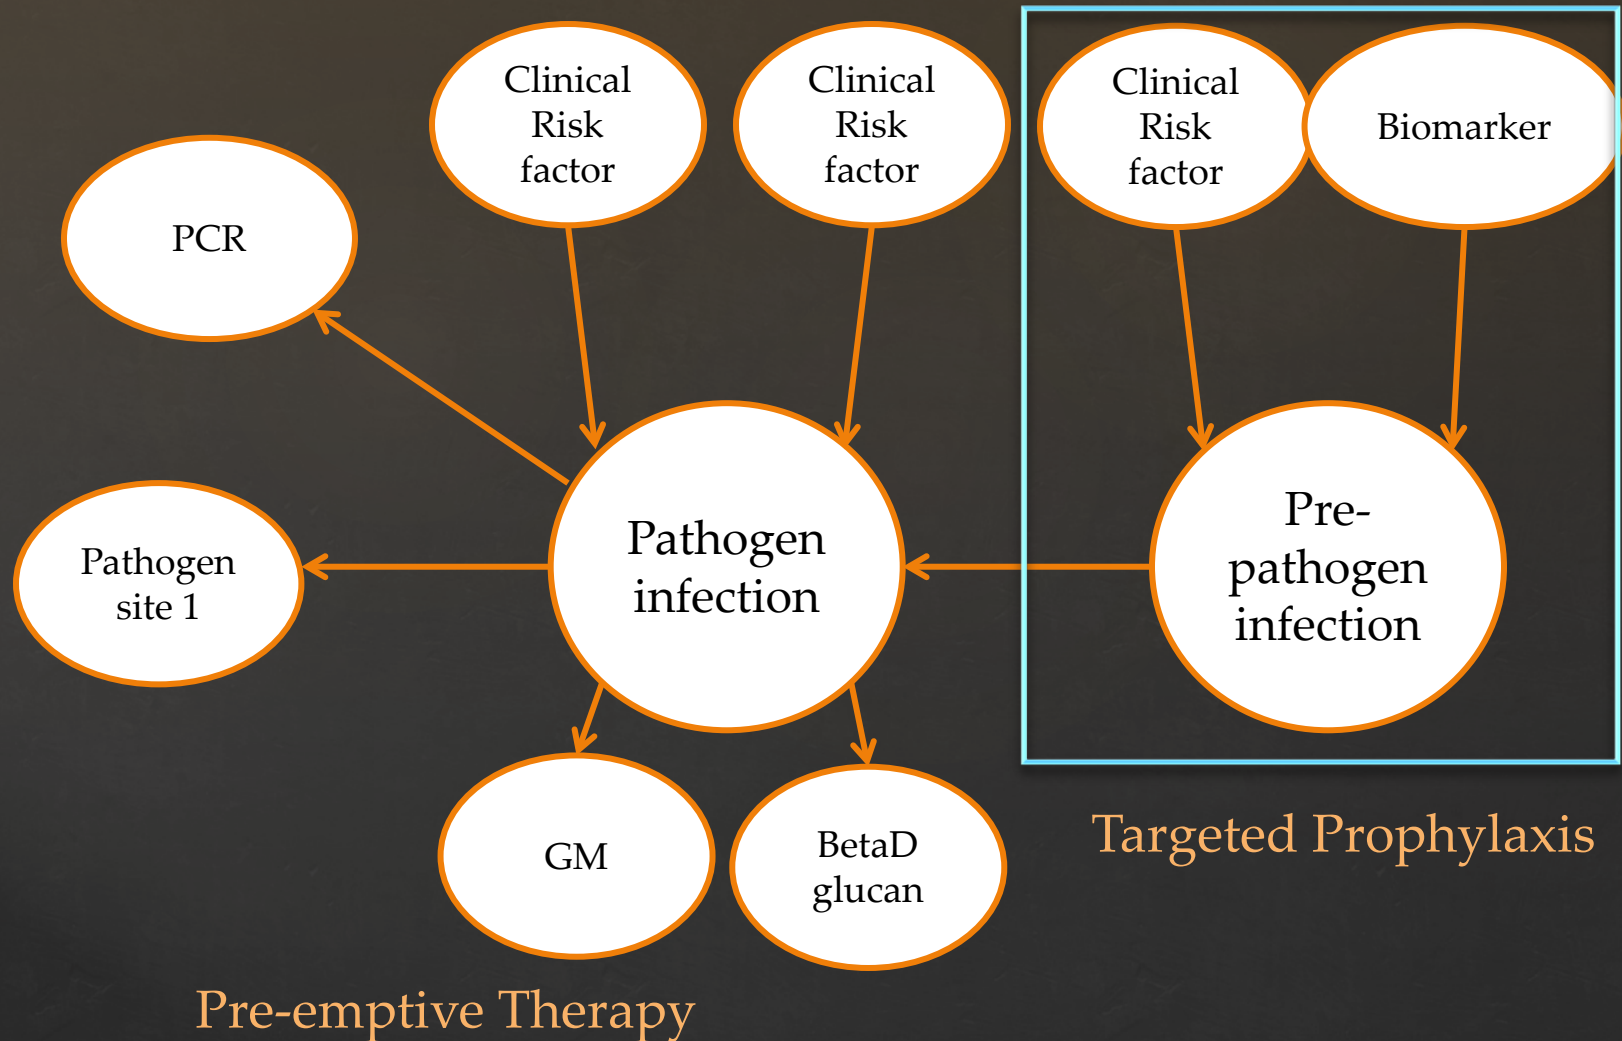 Clinical
Risk
factor
Clinical
Risk
factor
Clinical
Risk
factor
Biomarker
PCR
Pathogen
infection
Pre-
pathogen
infection
Pathogen
site 1
GM
BetaD
glucan
Targeted Prophylaxis
Pre-emptive Therapy